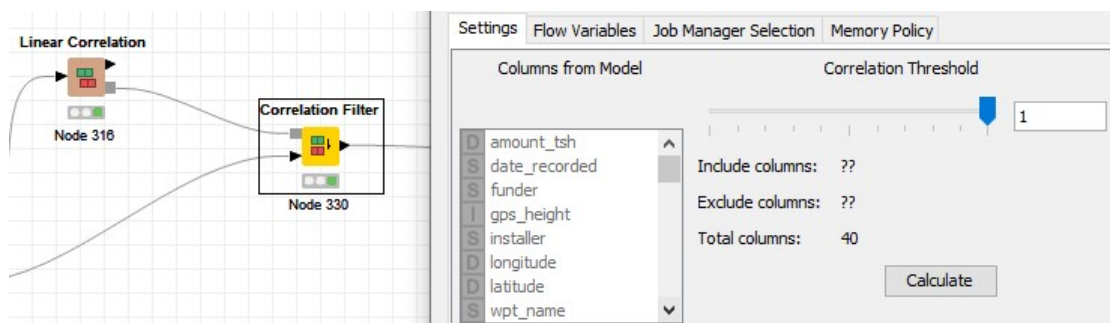 Linear Correlation
Node 316
Correlation Filter
Node 330
Settings Flow Variables Job Manager Selection Memory Policy
Columns from Model
Correlation Threshold
1
D amount_tsh
S date_recorded
S funder
I gps_height
S installer
D longitude
D latitude
S wpt_name
Include columns: ??
Exclude columns: ??
Total columns: 40
Calculate